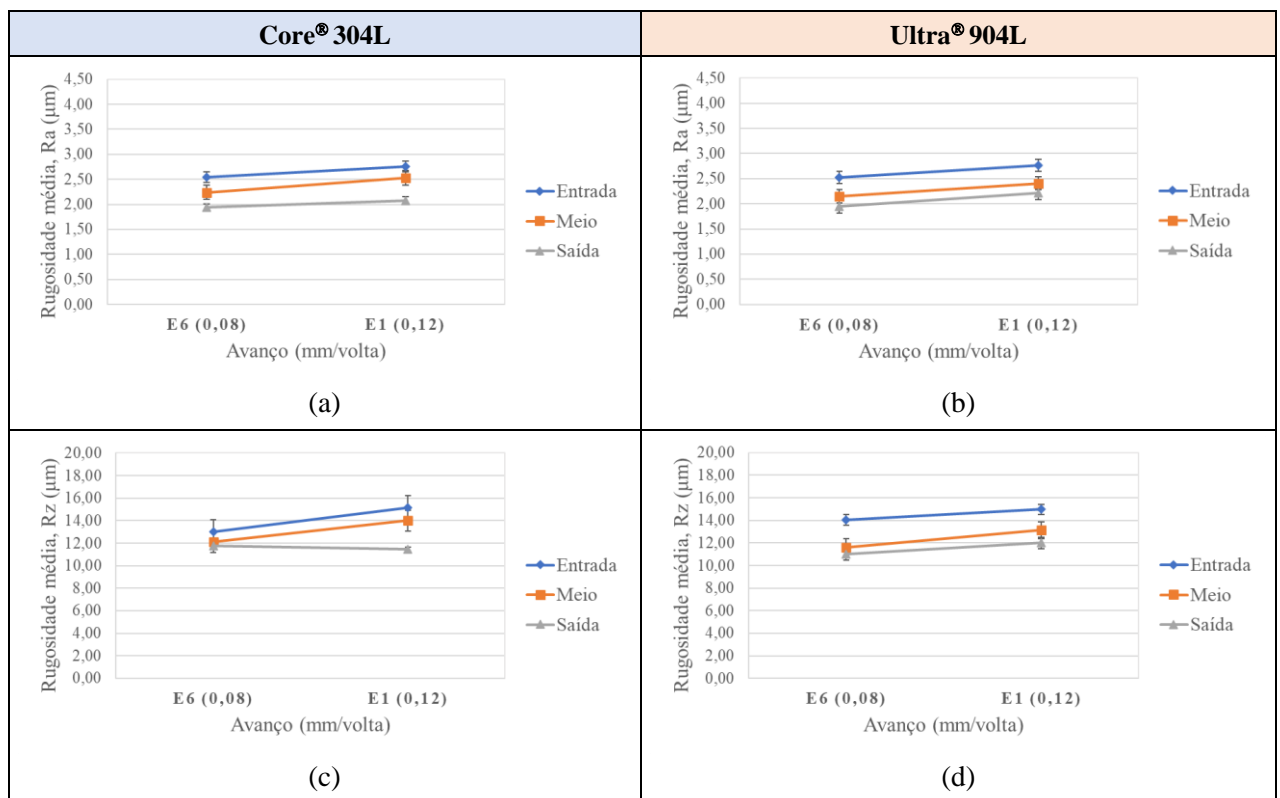 Core® 304L
Ultra® 904L
Rugosidade média, Ra (µm)
4,50
4,00
3,50
3,00
2,50
2,00
1,50
1,00
0,50
0,00
E6 (0,08)
E1 (0,12)
Avanço (mm/volta)
Entrada
Meio
Saída
(a)
Rugosidade média, Ra (µm)
4,50
4,00
3,50
3,00
2,50
2,00
1,50
1,00
0,50
0,00
E6 (0,08)
E1 (0,12)
Avanço (mm/volta)
Entrada
Meio
Saída
(b)
Rugosidade média, Rz (µm)
20,00
18,00
16,00
14,00
12,00
10,00
8,00
6,00
4,00
2,00
0,00
E6 (0,08)
E1 (0,12)
Avanço (mm/volta)
Entrada
Meio
Saída
(c)
Rugosidade média, Rz (µm)
20,00
18,00
16,00
14,00
12,00
10,00
8,00
6,00
4,00
2,00
0,00
E6 (0,08)
E1 (0,12)
Avanço (mm/volta)
Entrada
Meio
Saída
(d)